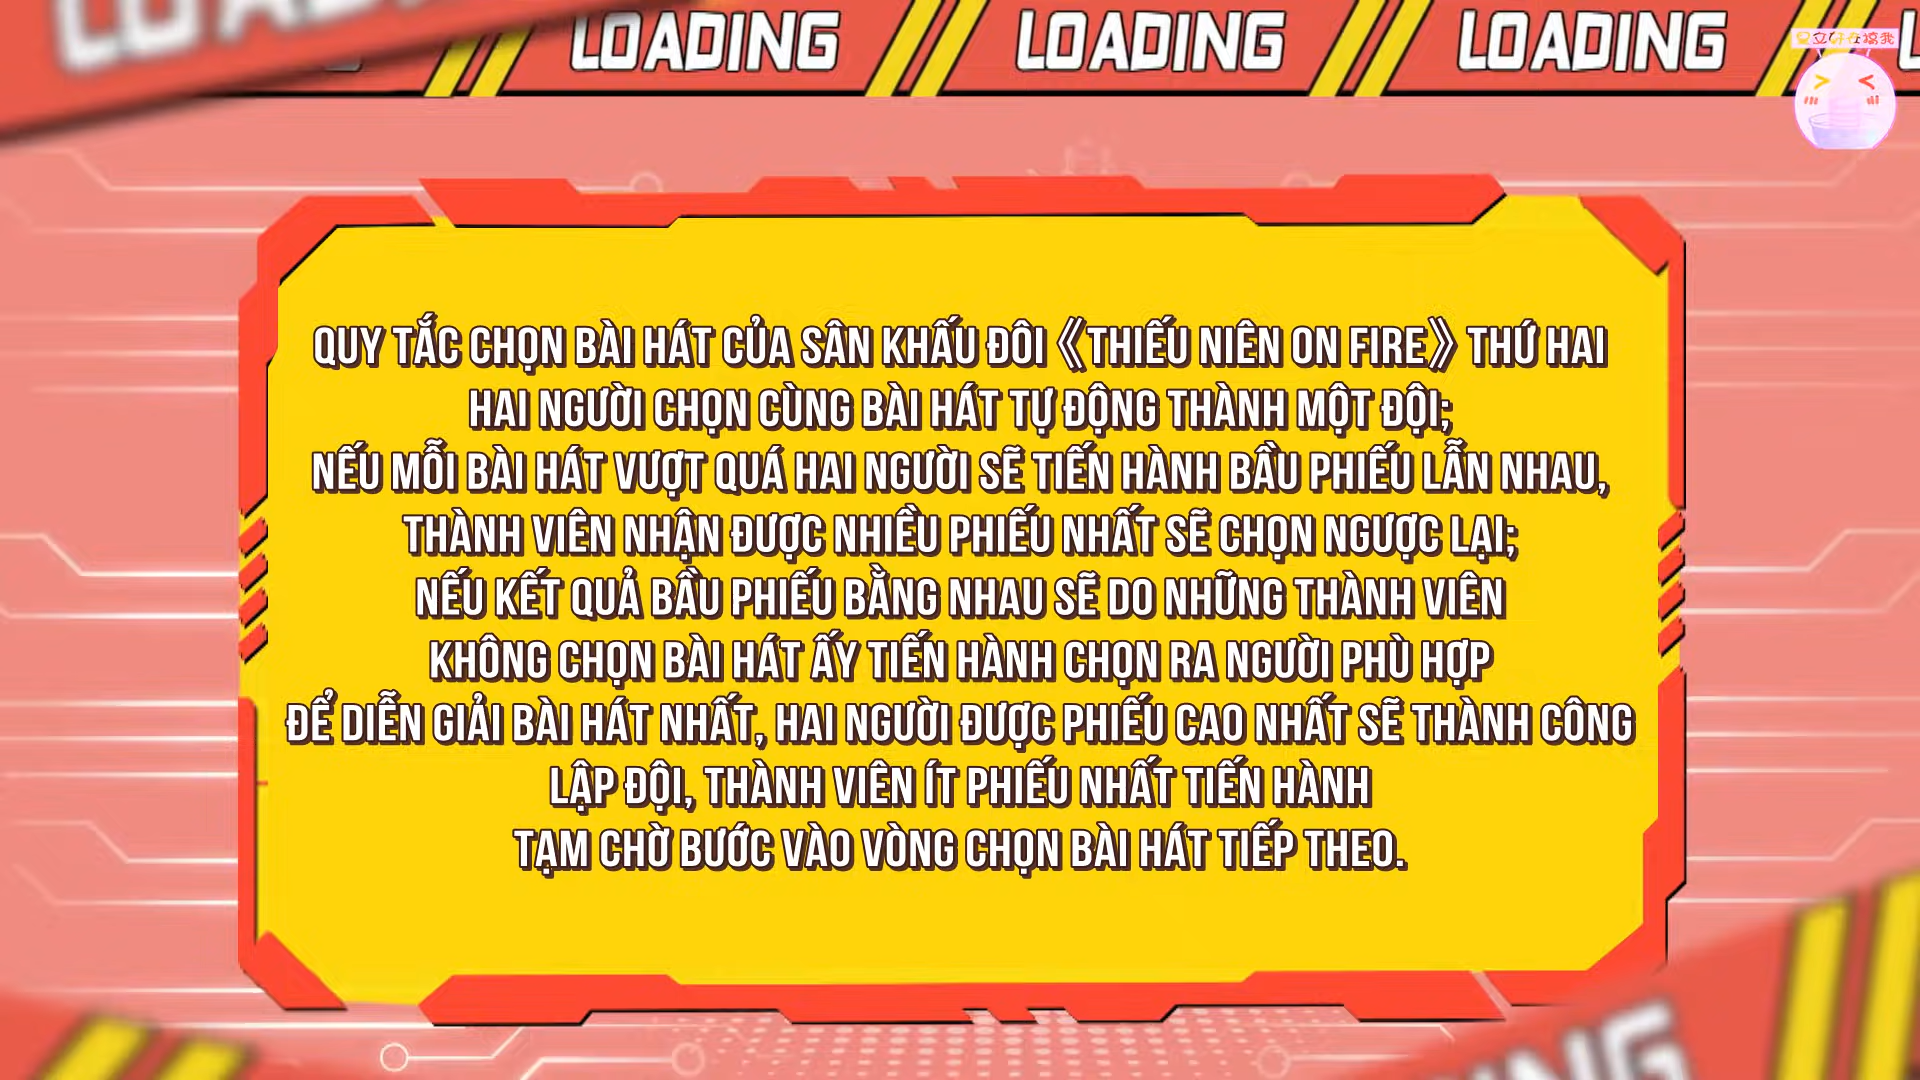 LOADING LOADING LOADING
QUY TẮC CHỌN BÀI HÁT CỦA SÂN KHẤU ĐÔI《THIẾU NIÊN ON FIRE》THỨ HAI
HAI NGƯỜI CHỌN CÙNG BÀI HÁT TỰ ĐỘNG THÀNH MỘT ĐỘI;
NẾU MỖI BÀI HÁT VƯỢT QUÁ HAI NGƯỜI SẼ TIẾN HÀNH BẦU PHIẾU LẪN NHAU,
THÀNH VIÊN NHẬN ĐƯỢC NHIỀU PHIẾU NHẤT SẼ CHỌN NGƯỢC LẠI;
NẾU KẾT QUẢ BẦU PHIẾU BẰNG NHAU SẼ DO NHỮNG THÀNH VIÊN
KHÔNG CHỌN BÀI HÁT ẤY TIẾN HÀNH CHỌN RA NGƯỜI PHÙ HỢP
ĐỂ DIỄN GIẢI BÀI HÁT NHẤT, HAI NGƯỜI ĐƯỢC PHIẾU CAO NHẤT SẼ THÀNH CÔNG
LẬP ĐỘI, THÀNH VIÊN ÍT PHIẾU NHẤT TIẾN HÀNH
TẠM CHỜ BƯỚC VÀO VÒNG CHỌN BÀI HÁT TIẾP THEO.